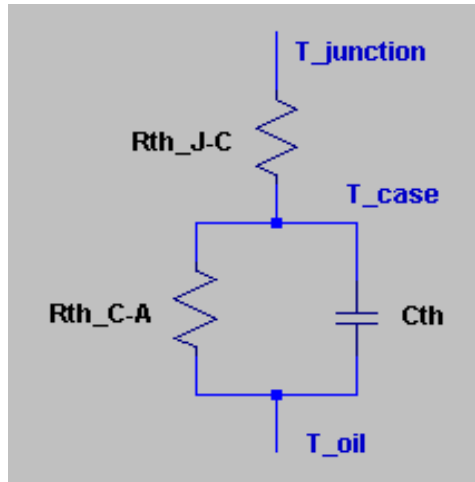 T_junction
Rth_J-C
T_case
Rth_C-A
Cth
T_oil